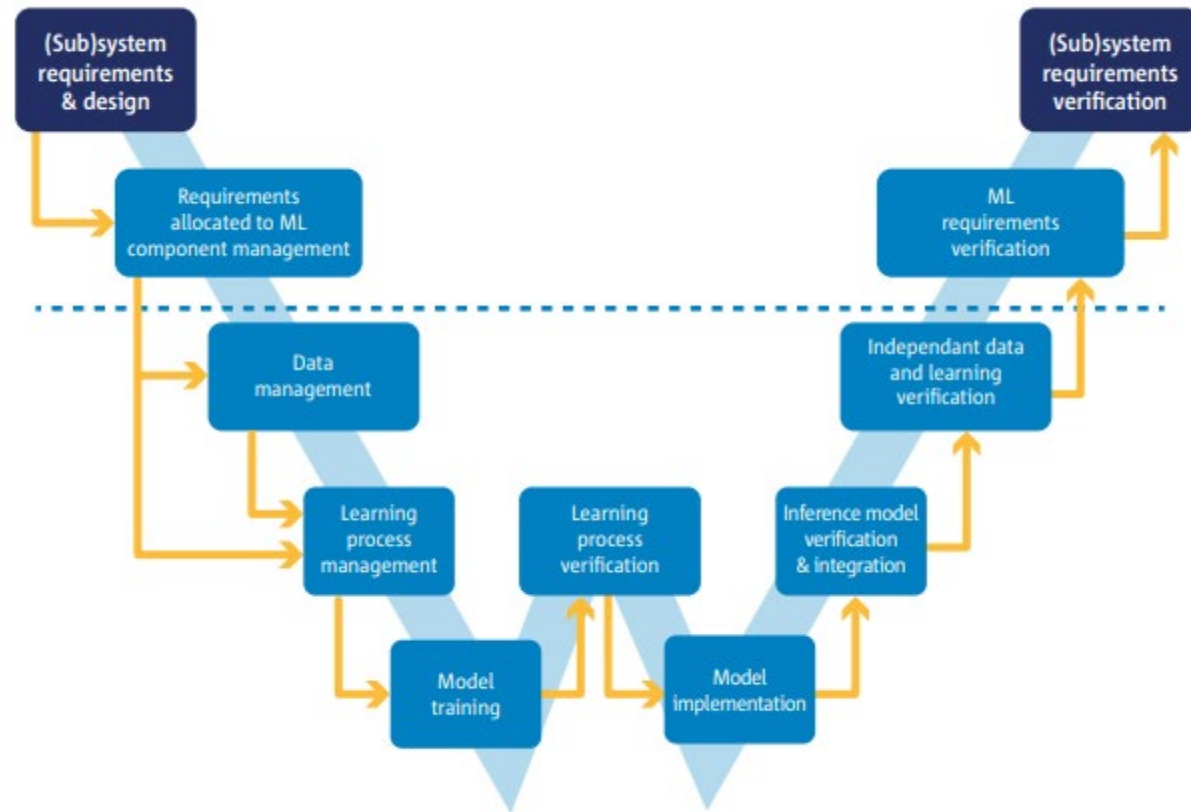 (Sub)system
requirements
& design
(Sub)system
requirements
verification
Requirements
allocated to ML
component management
ML
requirements
verification
Data
management
Independant data
and learning
verification
Learning
process
management
Learning
process
verification
Inference model
verification
& integration
Model
training
Model
implementation